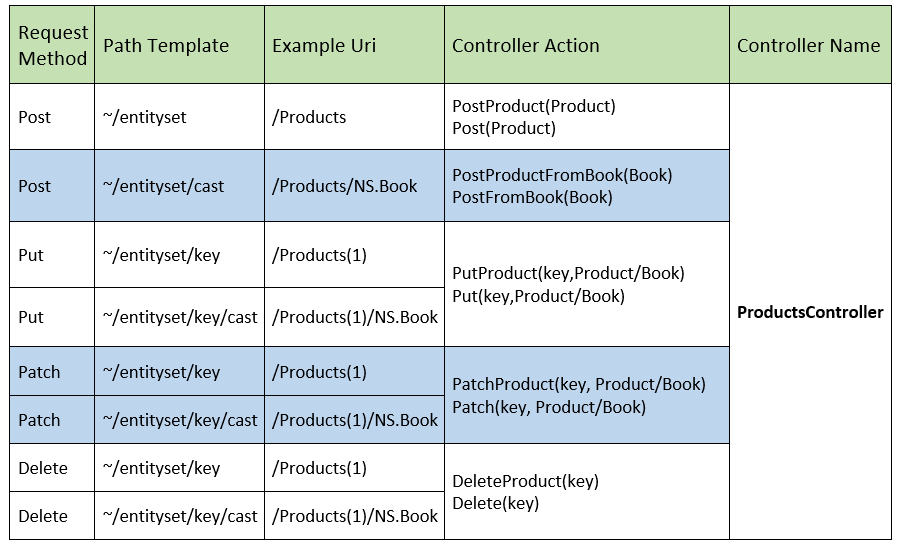 Request Method Path Template Example Uri Controller Action Controller Name
Post ~/entityset /Products PostProduct(Product)
Post(Product)
Post ~/entityset/cast /Products/NS.Book PostProductFromBook(Book)
PostFromBook(Book)
Put ~/entityset/key /Products(1) PutProduct(key,Product/Book)
Put(key,Product/Book)
Put ~/entityset/key/cast /Products(1)/NS.Book
ProductsController
Patch ~/entityset/key /Products(1) PatchProduct(key, Product/Book)
Patch(key, Product/Book)
Patch ~/entityset/key/cast /Products(1)/NS.Book
Delete ~/entityset/key /Products(1) DeleteProduct(key)
Delete(key)
Delete ~/entityset/key/cast /Products(1)/NS.Book